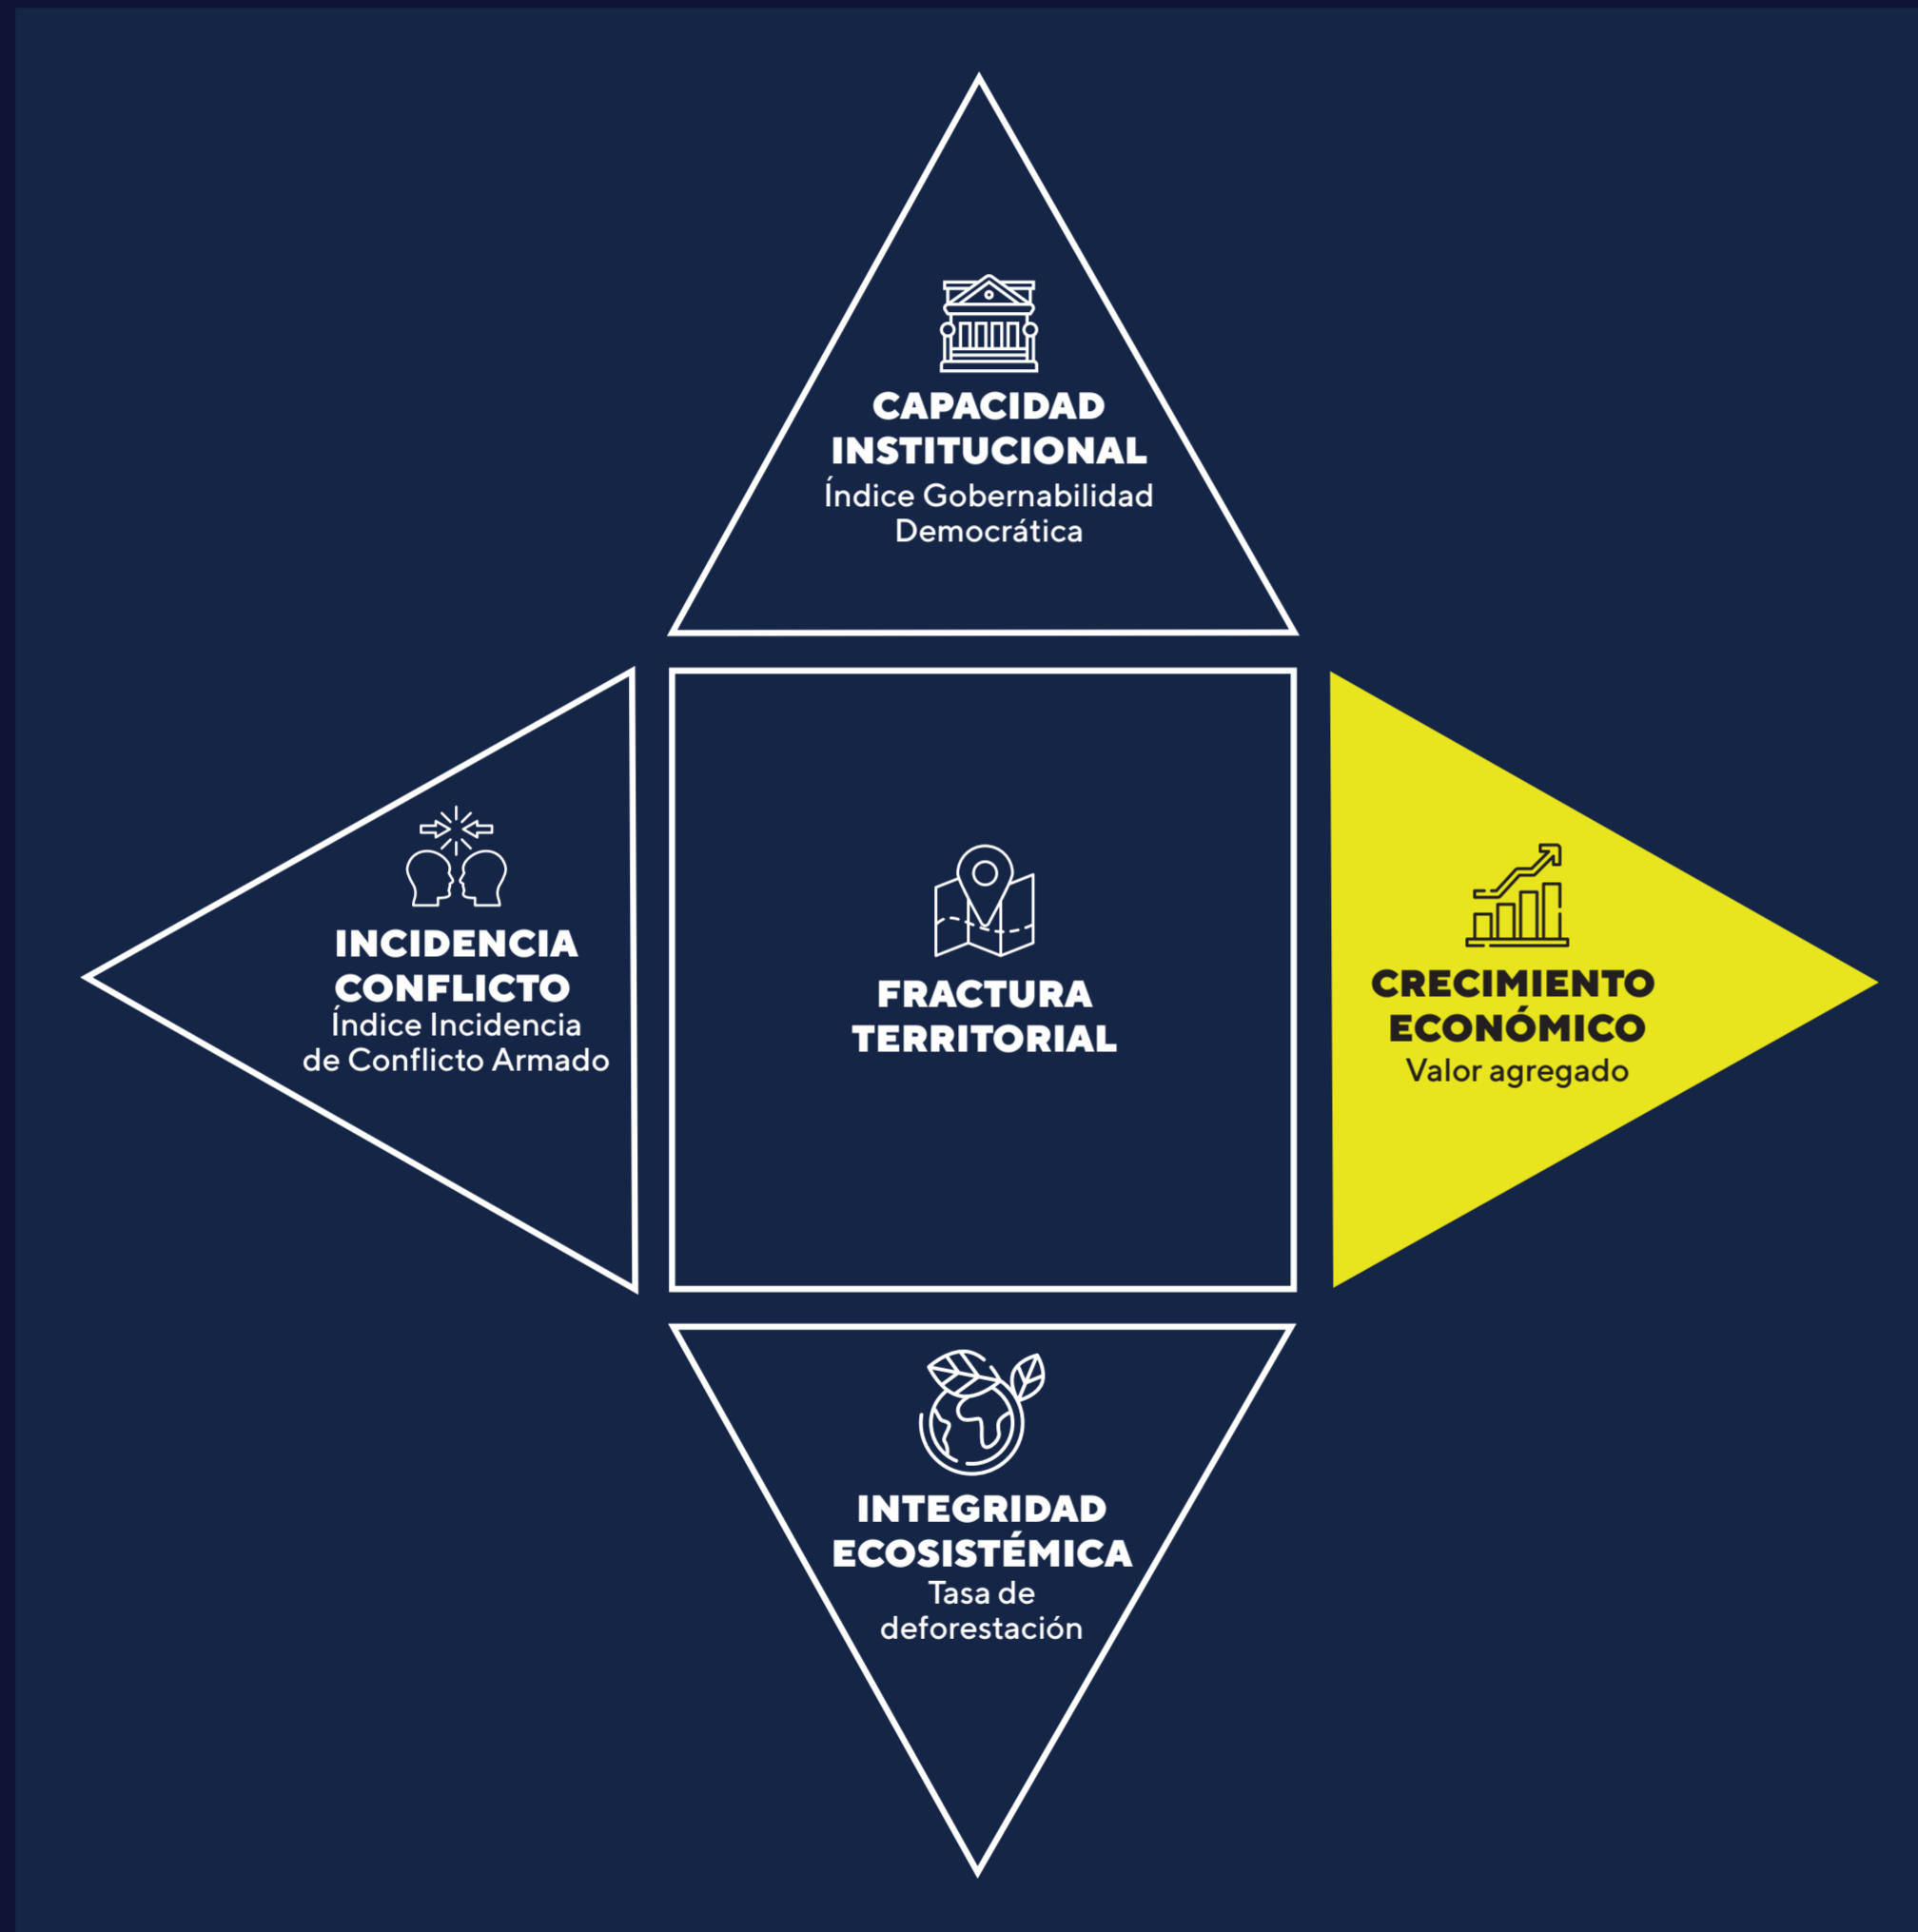 CAPACIDAD
INSTITUCIONAL
Índice Gobernabilidad
Democrática
INCIDENCIA
CONFLICTO
Índice Incidencia
de Conflicto Armado
FRACTURA
TERRITORIAL
CRECIMIENTO
ECONÓMICO
Valor agregado
INTEGRIDAD
ECOSISTÉMICA
Tasa de
deforestación